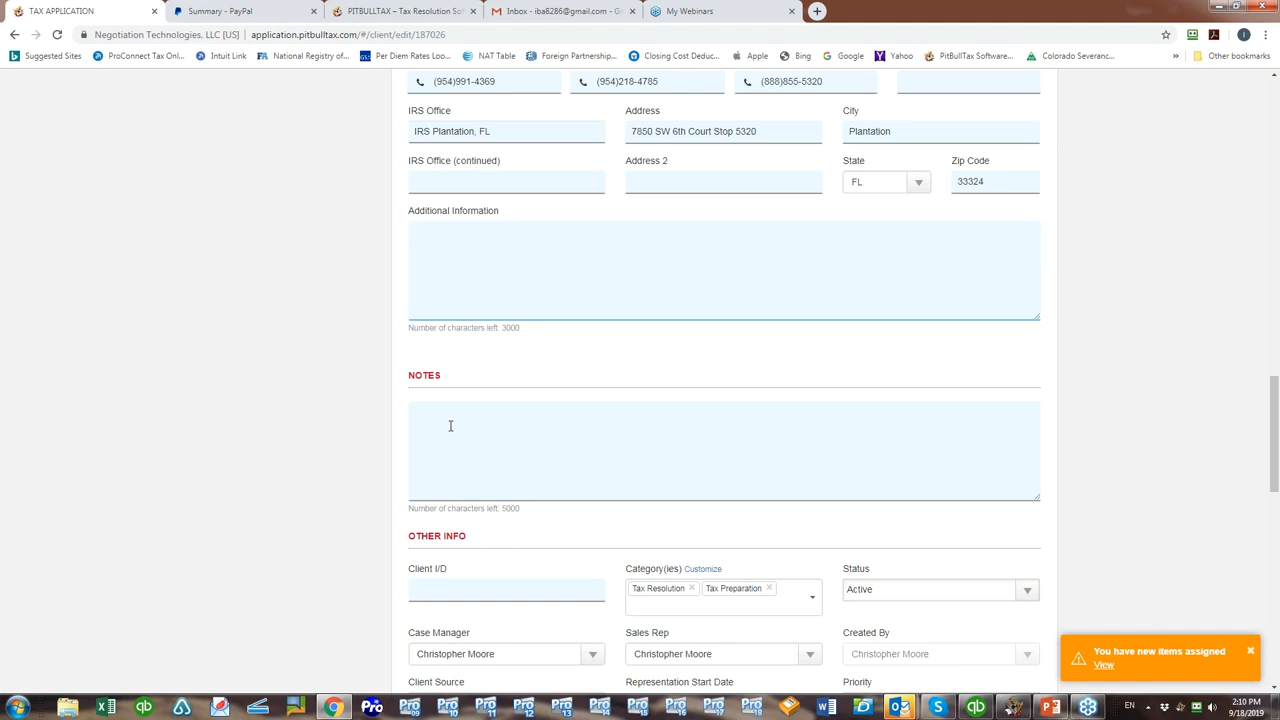 TAX APPLICATION
Summary - PayPal
PITBULLTAX – Tax Resolution Sof
Inbox - iba8286@gmail.com - G
My Webinars
Negotiation Technologies, LLC [US]
application.pitbulltax.com/#/client/edit/187026
Suggested Sites
ProConnect Tax Onl...
Intuit Link
National Registry of...
Per Diem Rates Loo...
NAT Table
Foreign Partnership...
Closing Cost Deduc...
Apple
Bing
Google
Yahoo
PitBullTax Software...
Colorado Severanc...
»
Other bookmarks
(954)991-4369
(954)218-4785
(888)855-5320
IRS Office
Address
City
IRS Plantation, FL
7850 SW 6th Court Stop 5320
Plantation
IRS Office (continued)
Address 2
State
Zip Code
FL
33324
Additional Information
Number of characters left: 3000
NOTES
Number of characters left: 5000
OTHER INFO
Client I/D
Category(ies) Customize
Status
Tax Resolution ×
Tax Preparation ×
Active
Case Manager
Sales Rep
Created By
Christopher Moore
Christopher Moore
Christopher Moore
Client Source
Representation Start Date
Priority
You have new items assigned
View
EN
2:10 PM
9/18/2019